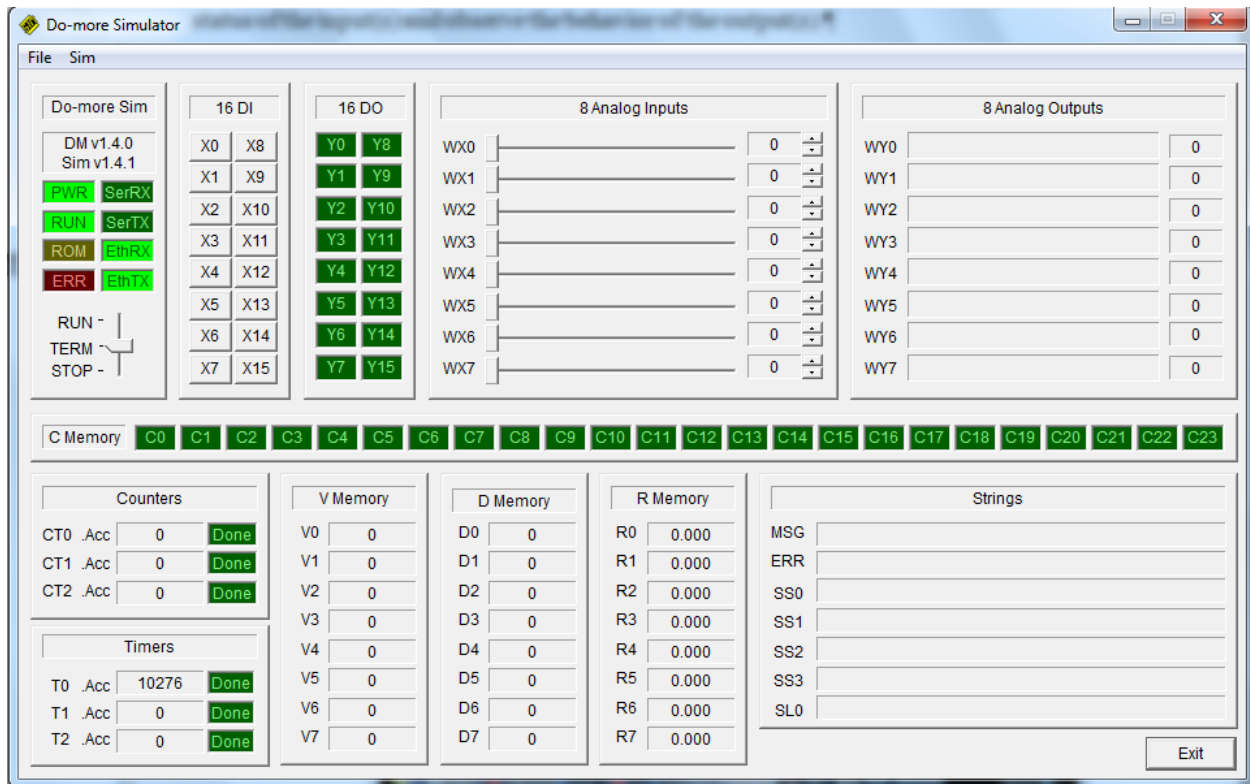 Do-more Simulator
File Sim
Do-more Sim
DM v1.4.0
Sim v1.4.1
PWR SerRX
RUN SerTX
ROM EthRX
ERR EthTX
RUN
TERM
STOP
16 DI
X0 X8
X1 X9
X2 X10
X3 X11
X4 X12
X5 X13
X6 X14
X7 X15
16 DO
Y0 Y8
Y1 Y9
Y2 Y10
Y3 Y11
Y4 Y12
Y5 Y13
Y6 Y14
Y7 Y15
8 Analog Inputs
WX0 0
WX1 0
WX2 0
WX3 0
WX4 0
WX5 0
WX6 0
WX7 0
8 Analog Outputs
WY0 0
WY1 0
WY2 0
WY3 0
WY4 0
WY5 0
WY6 0
WY7 0
C Memory C0 C1 C2 C3 C4 C5 C6 C7 C8 C9 C10 C11 C12 C13 C14 C15 C16 C17 C18 C19 C20 C21 C22 C23
Counters
CT0 .Acc 0 Done
CT1 .Acc 0 Done
CT2 .Acc 0 Done
Timers
T0 .Acc 10276 Done
T1 .Acc 0 Done
T2 .Acc 0 Done
V Memory
V0 0
V1 0
V2 0
V3 0
V4 0
V5 0
V6 0
V7 0
D Memory
D0 0
D1 0
D2 0
D3 0
D4 0
D5 0
D6 0
D7 0
R Memory
R0 0.000
R1 0.000
R2 0.000
R3 0.000
R4 0.000
R5 0.000
R6 0.000
R7 0.000
Strings
MSG
ERR
SS0
SS1
SS2
SS3
SL0
Exit